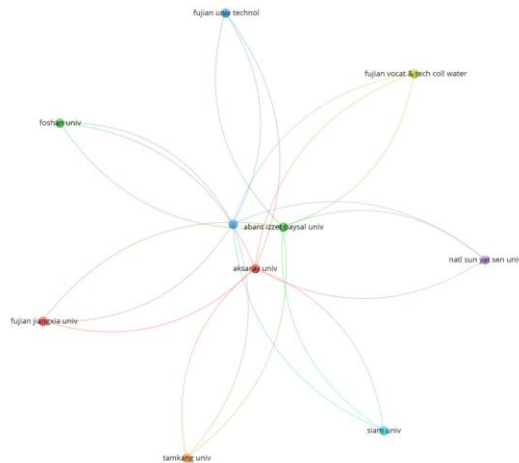 fujian univ technol
fujian vocat & tech coll water
foshan univ
abant izzet baysal univ
natl sun yat sen univ
aksaray univ
fujian jiangxia univ
siam univ
tamkang univ